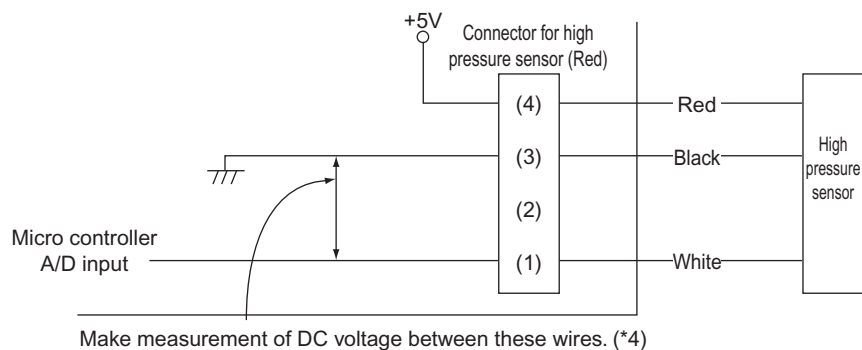 +5V
Connector for high
pressure sensor (Red)
(4)
Red
(3)
Black
High
pressure
sensor
(2)
Micro controller
A/D input
(1)
White
Make measurement of DC voltage between these wires. (*4)